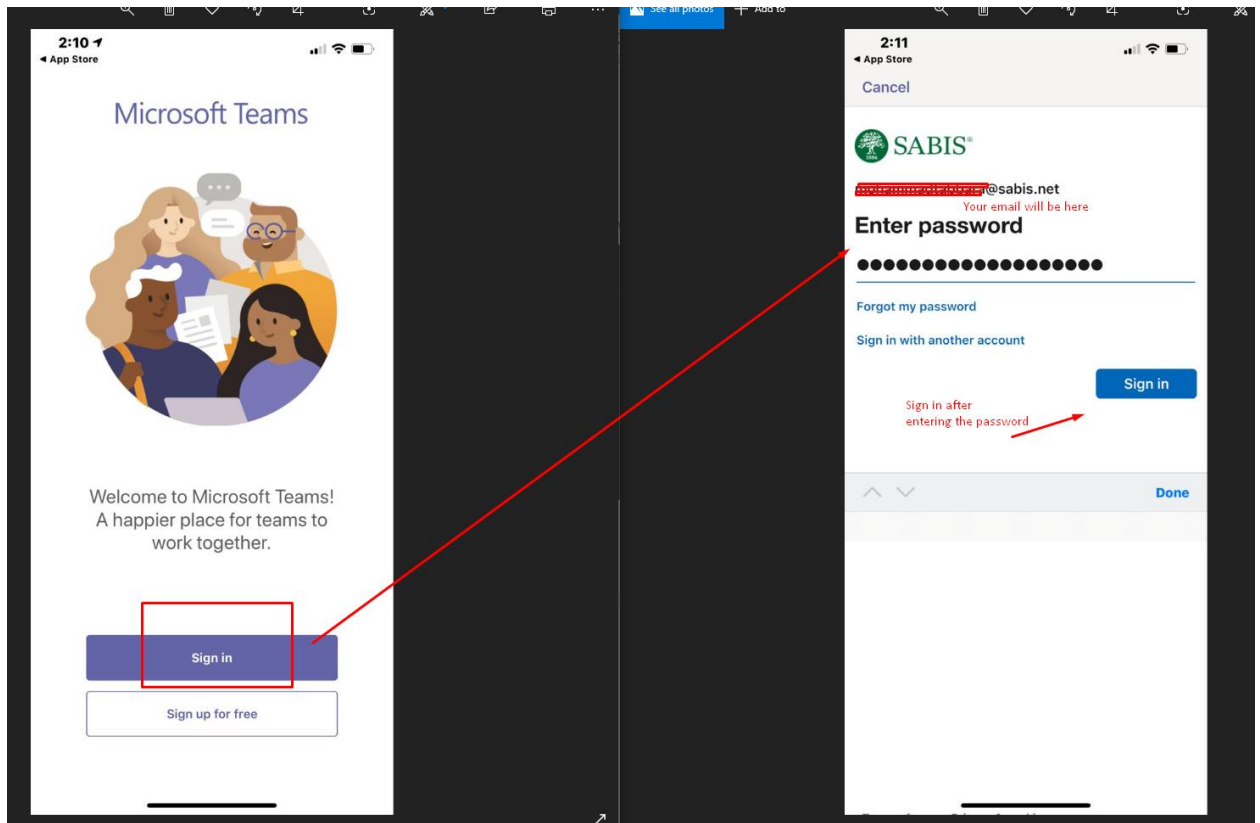 See all photos
Add to
2:10
App Store
Microsoft Teams
Welcome to Microsoft Teams!
A happier place for teams to
work together.
Sign in
Sign up for free
2:11
App Store
Cancel
SABIS®
@sabis.net
Your email will be here
Enter password
Forgot my password
Sign in with another account
Sign in
Sign in after
entering the password
Done